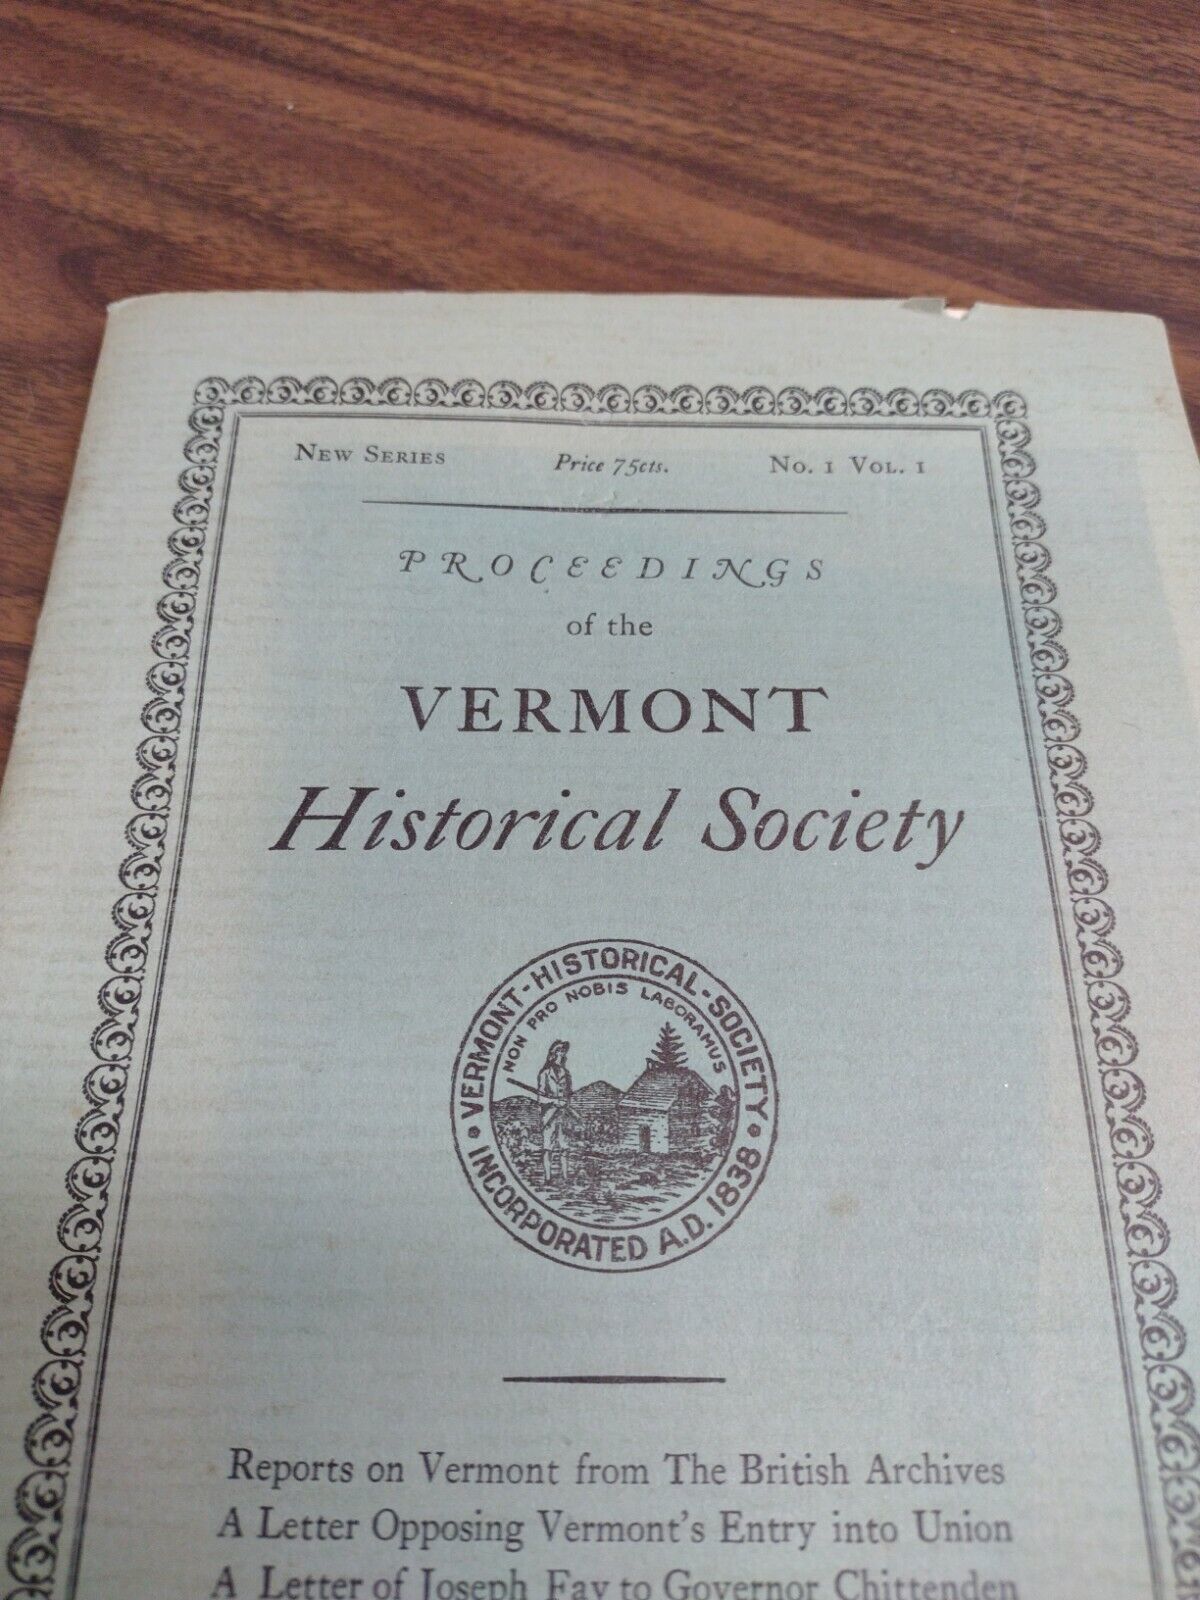 NEW SERIES Price 75cts. No. 1 VOL. 1
PROCEEDINGS
of the
VERMONT
Historical Society
VERMONT-HISTORICAL-SOCIETY
NON PRO NOBIS LABORAMUS
INCORPORATED A.D. 1838
Reports on Vermont from The British Archives
A Letter Opposing Vermont's Entry into Union
A Letter of Joseph Fay to Governor Chittenden